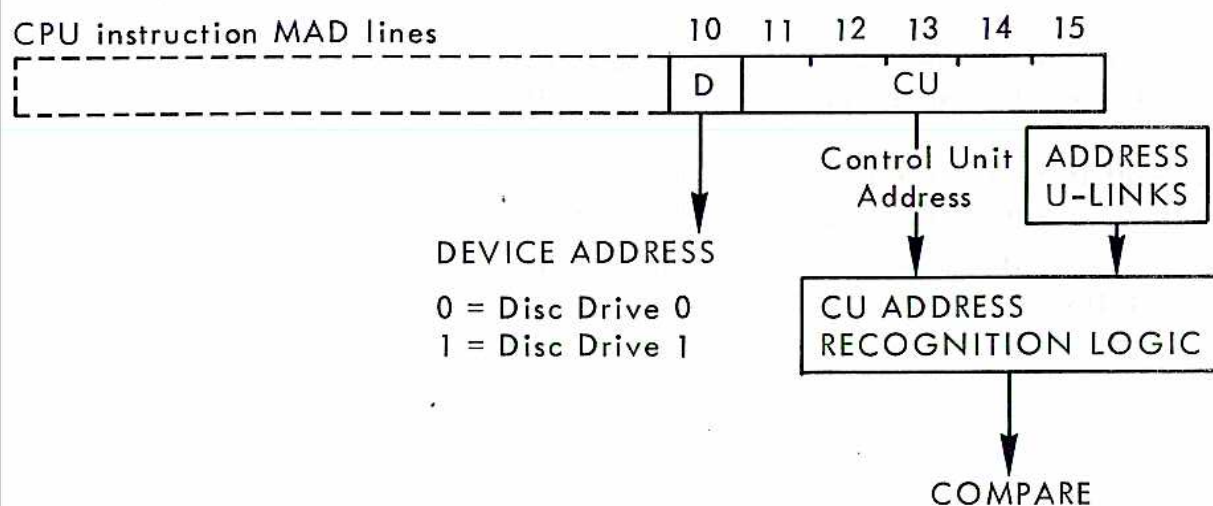 CPU instruction MAD lines
10 11 12 13 14 15
D
CU
Control Unit
Address
ADDRESS
U-LINKS
DEVICE ADDRESS
0 = Disc Drive 0
1 = Disc Drive 1
CU ADDRESS
RECOGNITION LOGIC
COMPARE